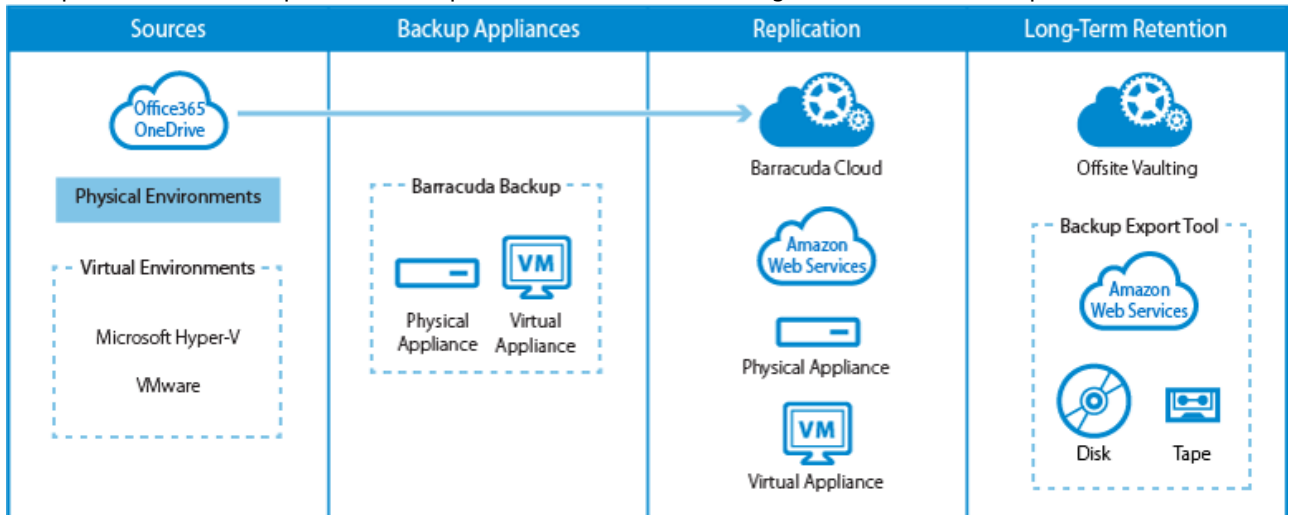 Sources
Backup Appliances
Replication
Long-Term Retention
Office365
OneDrive
Physical Environments
Virtual Environments
Microsoft Hyper-V
VMware
Barracuda Backup
VM
Physical
Appliance
Virtual
Appliance
Barracuda Cloud
Amazon
Web Services
Physical Appliance
VM
Virtual Appliance
Offsite Vaulting
Backup Export Tool
Amazon
Web Services
Disk
Tape